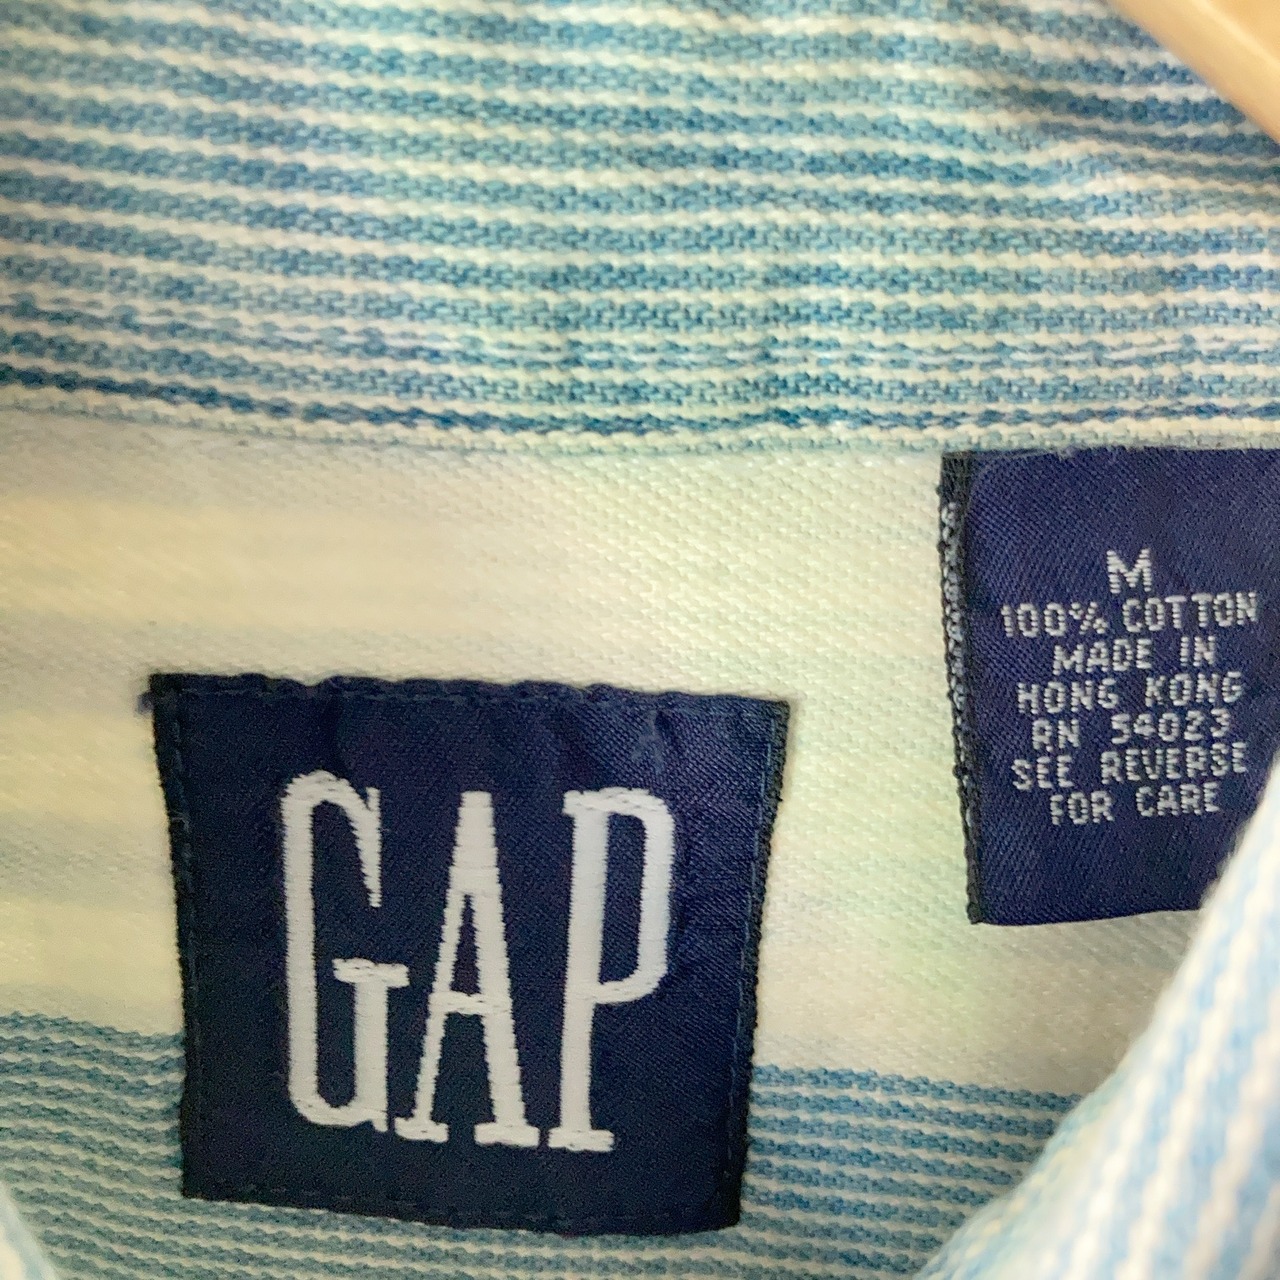 GAP
M
100% COTTON
MADE IN
HONG KONG
RN 54023
SEE REVERSE
FOR CARE